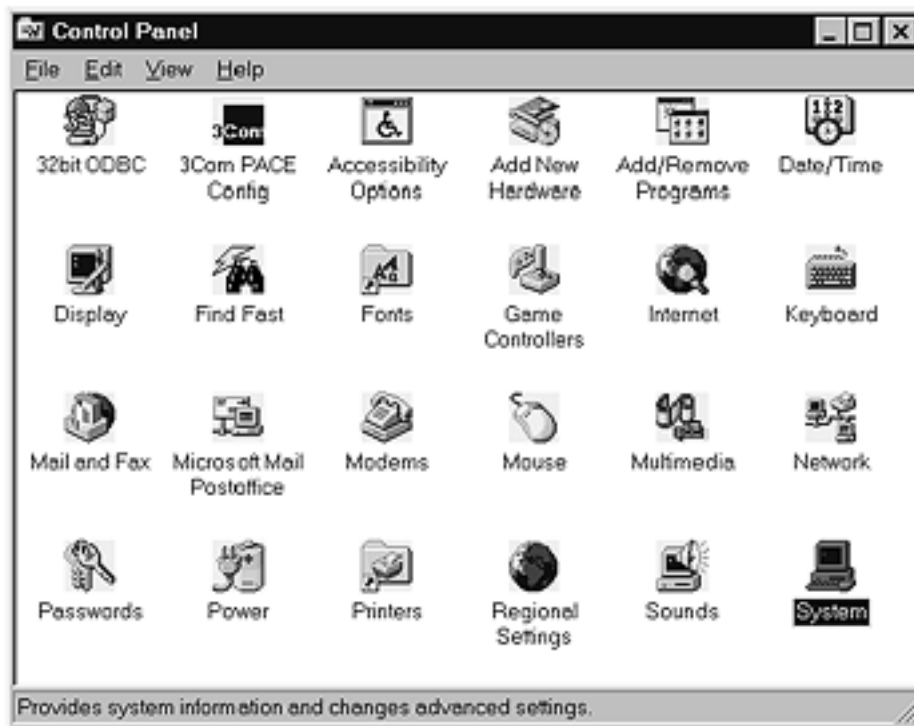 Control Panel
File Edit View Help
3Com
32bit ODBC
3Com PACE
Config
Accessibility
Options
Add New
Hardware
Add/Remove
Programs
Date/Time
Display
Find Fast
Fonts
Game
Controllers
Internet
Keyboard
Mail and Fax
Microsoft Mail
Postoffice
Modems
Mouse
Multimedia
Network
Passwords
Power
Printers
Regional
Settings
Sounds
System
Provides system information and changes advanced settings.